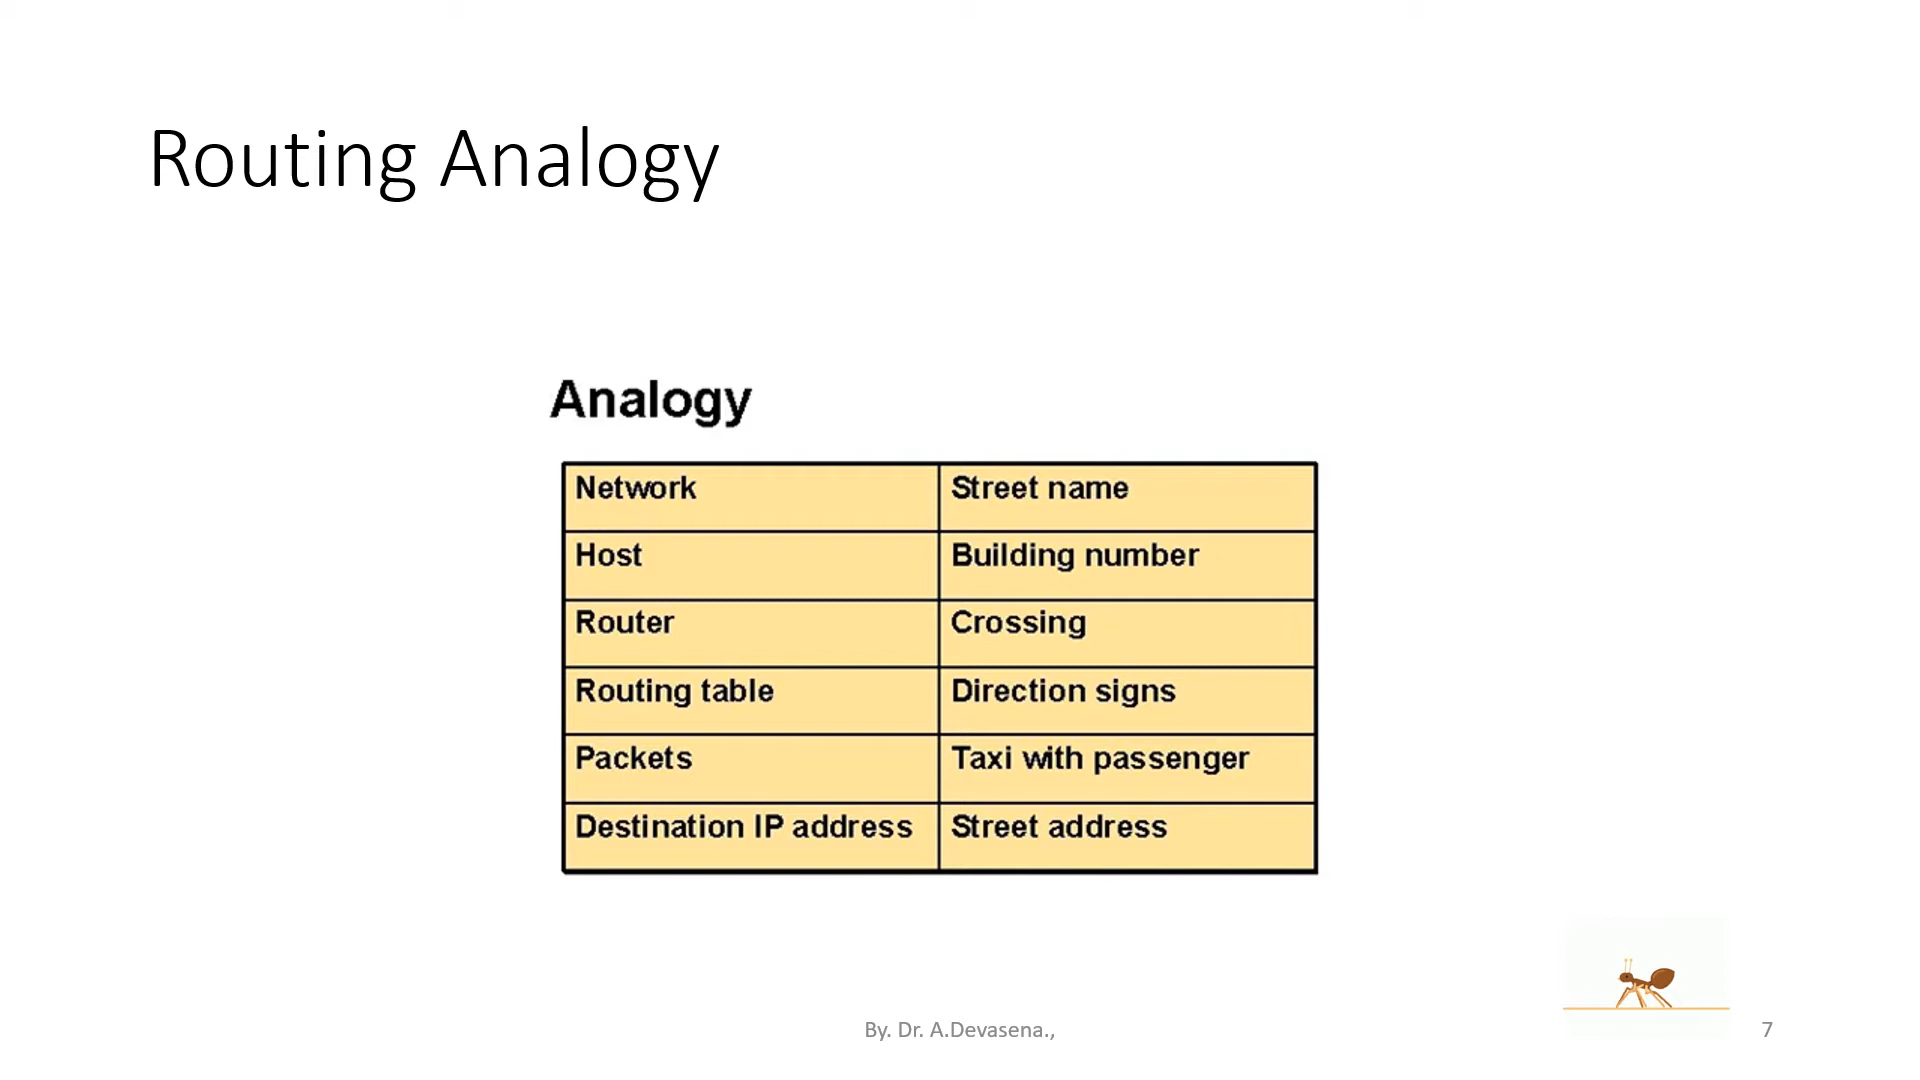 Routing Analogy
Analogy
Network Street name
Host Building number
Router Crossing
Routing table Direction signs
Packets Taxi with passenger
Destination IP address Street address
By. Dr. A.Devasena.,
7